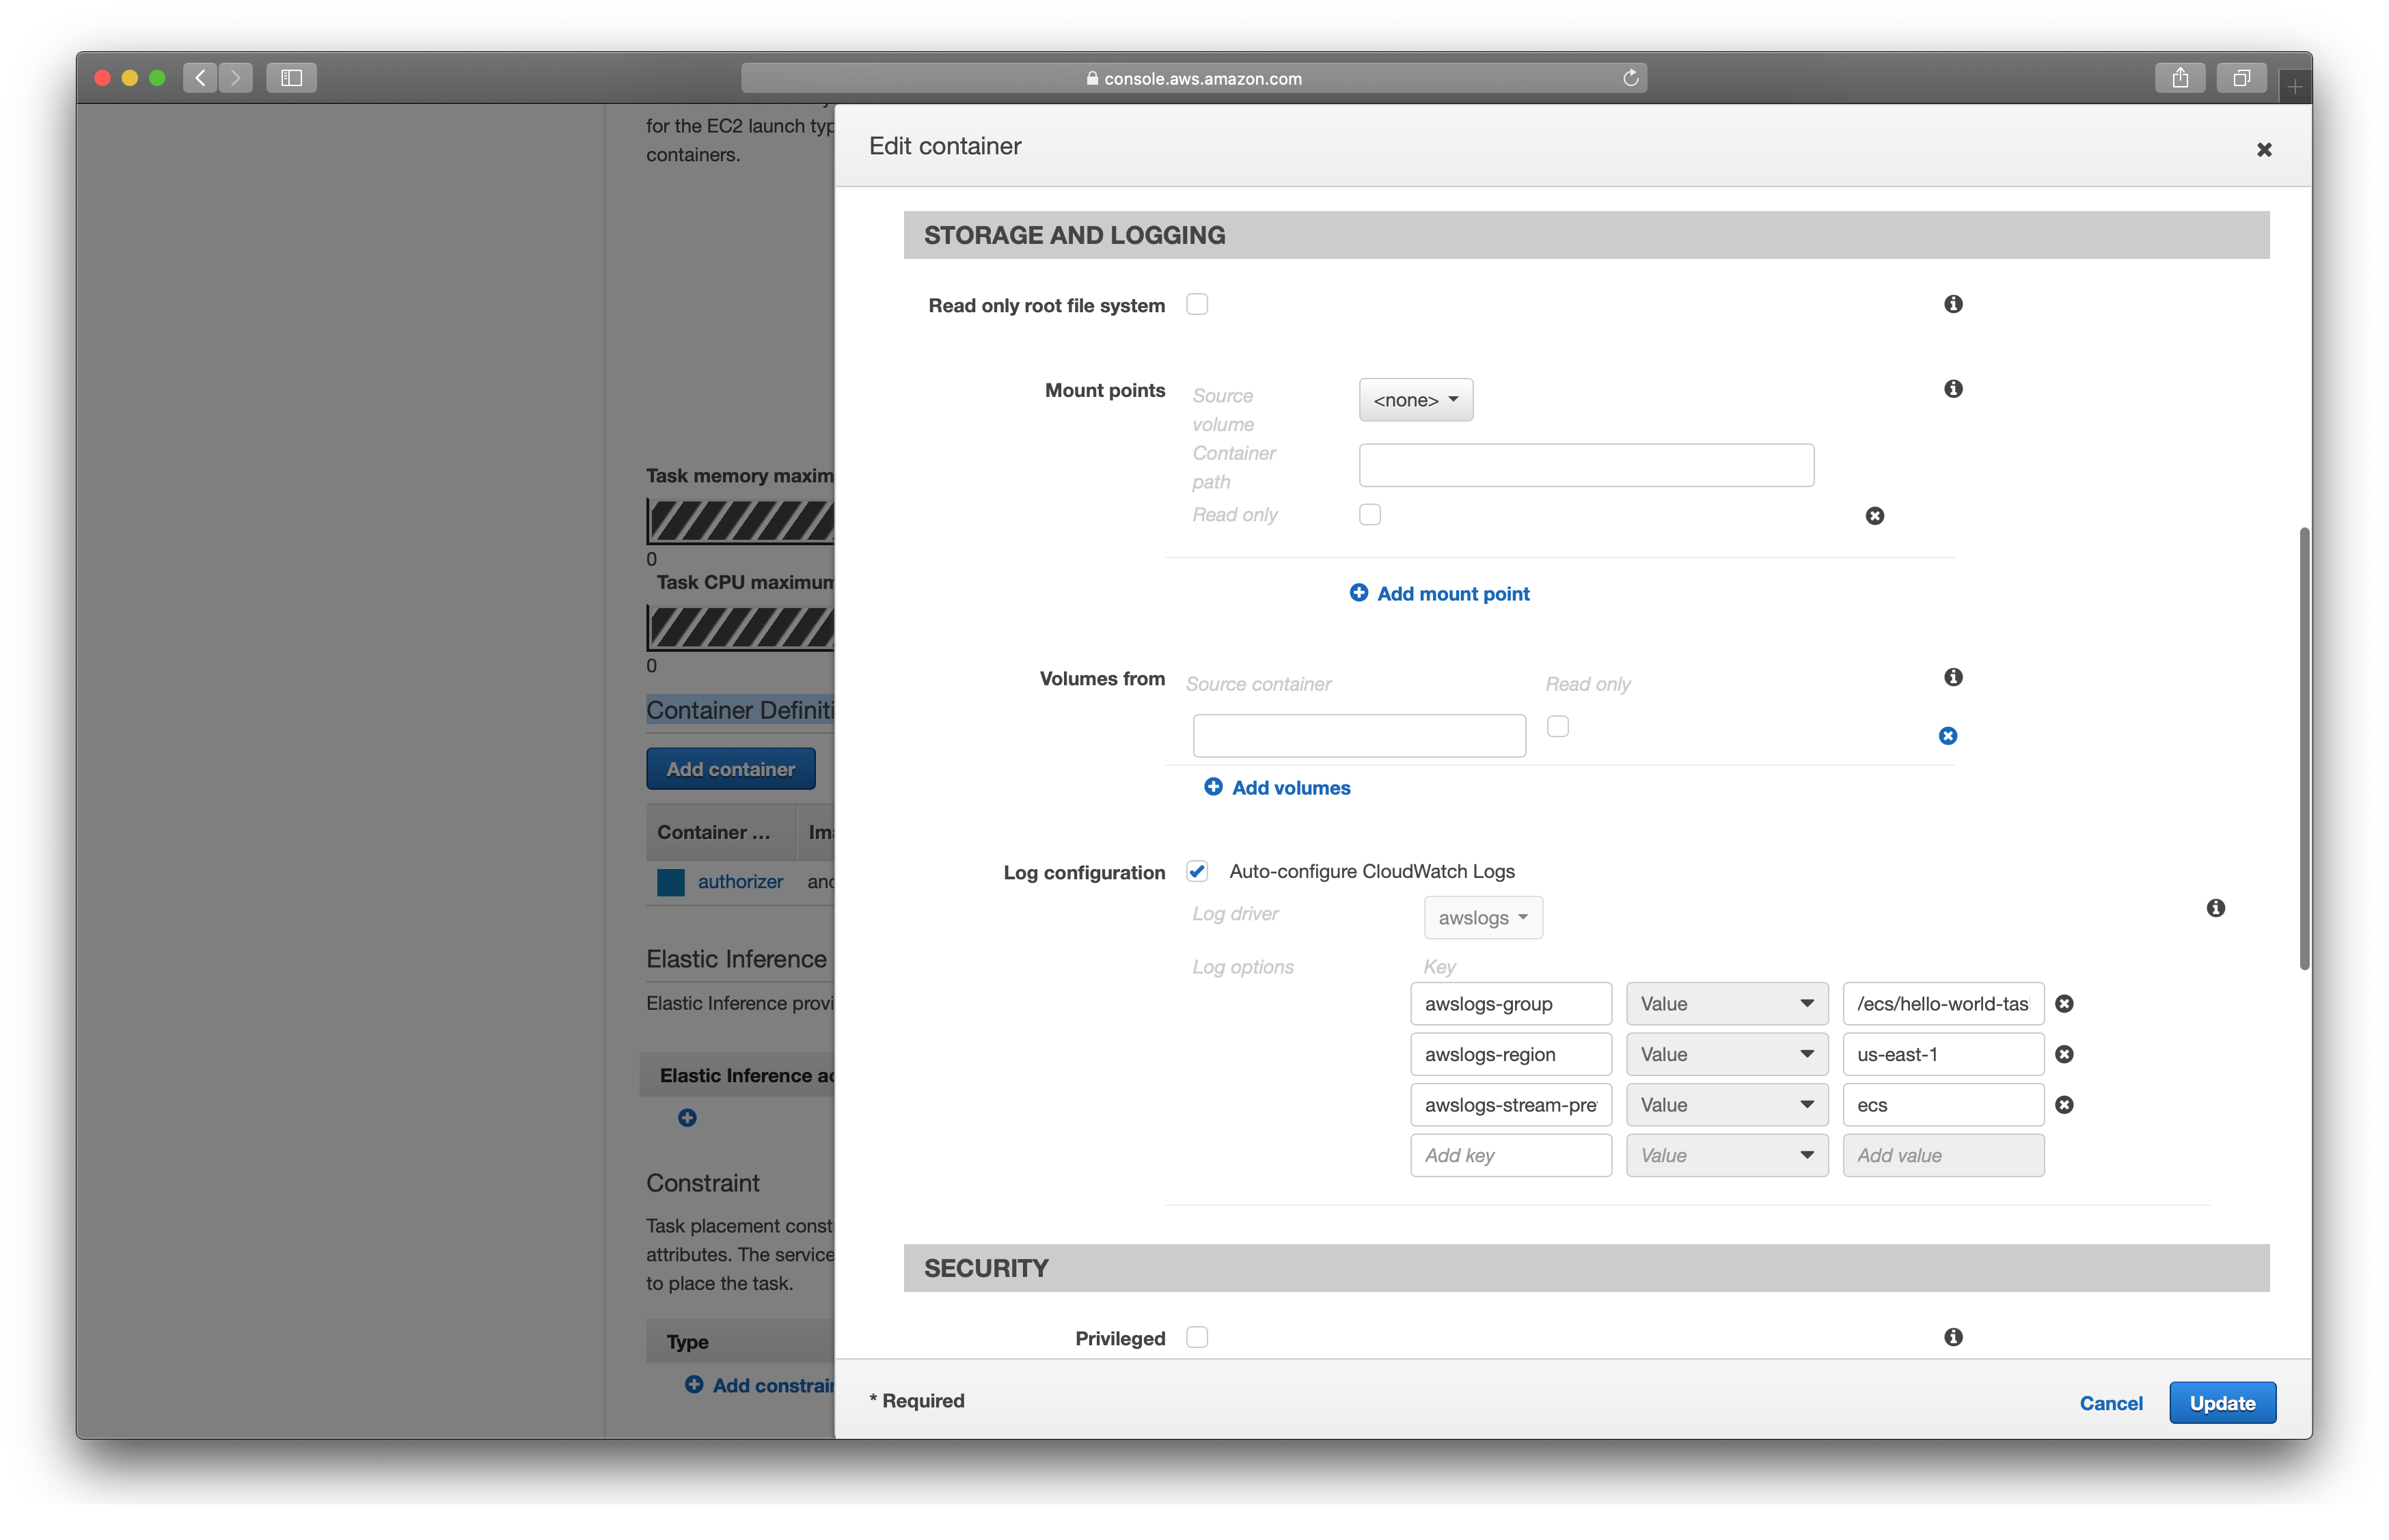 console.aws.amazon.com
for the EC2 launch typ
containers.
Task memory maxim
0
Task CPU maximum
0
Container Definiti
Add container
Container ...
authorizer
Elastic Inference
Elastic Inference provi
Elastic Inference ac
Constraint
Task placement const
attributes. The service
to place the task.
Type
Add constrain
Edit container
STORAGE AND LOGGING
Read only root file system
Mount points
Source
volume
<none>
Container
path
Read only
Add mount point
Volumes from
Source container
Read only
Add volumes
Log configuration
Auto-configure CloudWatch Logs
Log driver
awslogs
Log options
Key
awslogs-group Value /ecs/hello-world-tas
awslogs-region Value us-east-1
awslogs-stream-pre Value ecs
Add key Value Add value
SECURITY
Privileged
* Required
Cancel
Update